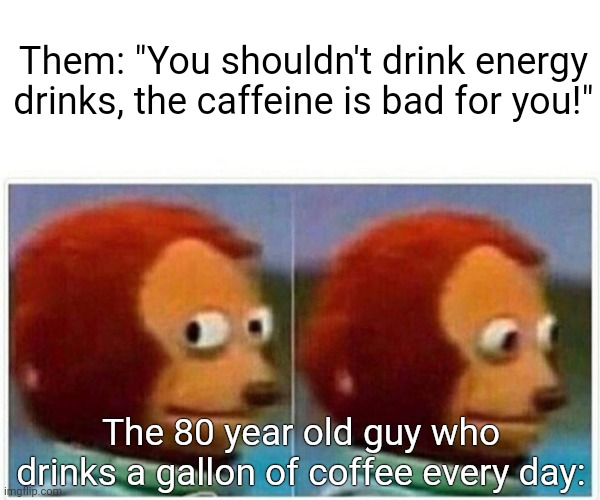 Them: "You shouldn't drink energy
drinks, the caffeine is bad for you!"
The 80 year old guy who
drinks a gallon of coffee every day:
imgflip.com